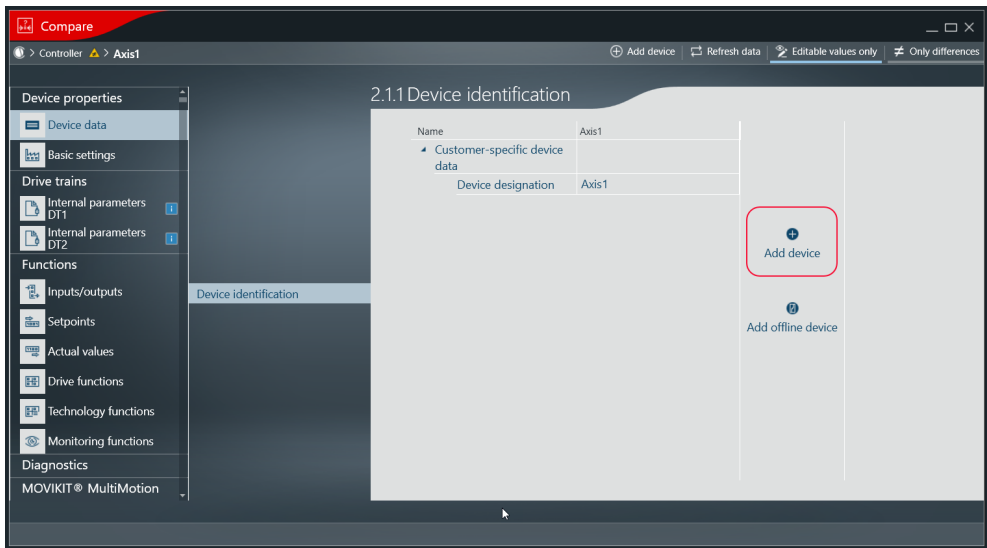 Compare
> Controller > Axis1
Add device
Refresh data
Editable values only
≠ Only differences
Device properties
Device data
Basic settings
Drive trains
Internal parameters
DT1
i
Internal parameters
DT2
i
Functions
Inputs/outputs
Setpoints
Actual values
Drive functions
Technology functions
Monitoring functions
Diagnostics
MOVIKIT® MultiMotion
Device identification
2.1.1 Device identification
Name Axis1
Customer-specific device
data
Device designation Axis1
Add device
Add offline device